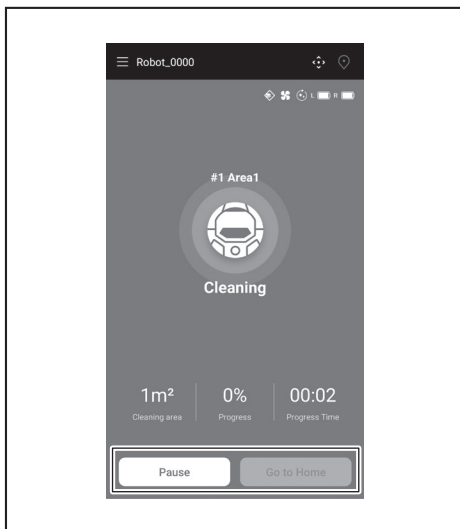 Robot_0000
L R
#1 Area1
Cleaning
1m² 0% 00:02
Cleaning area Progress Progress Time
Pause Go to Home